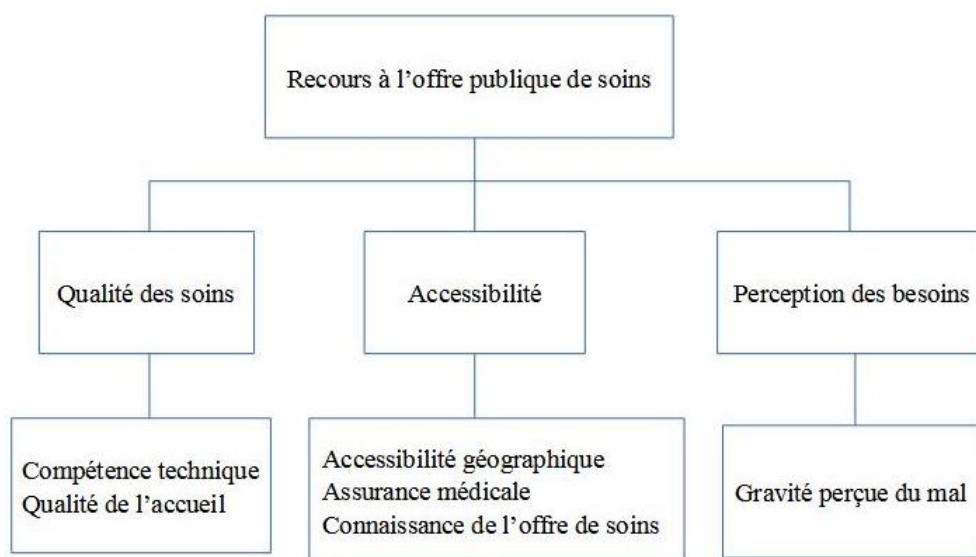 Recours à l’offre publique de soins
Qualité des soins
Accessibilité
Perception des besoins
Compétence technique
Qualité de l’accueil
Accessibilité géographique
Assurance médicale
Connaissance de l’offre de soins
Gravité perçue du mal